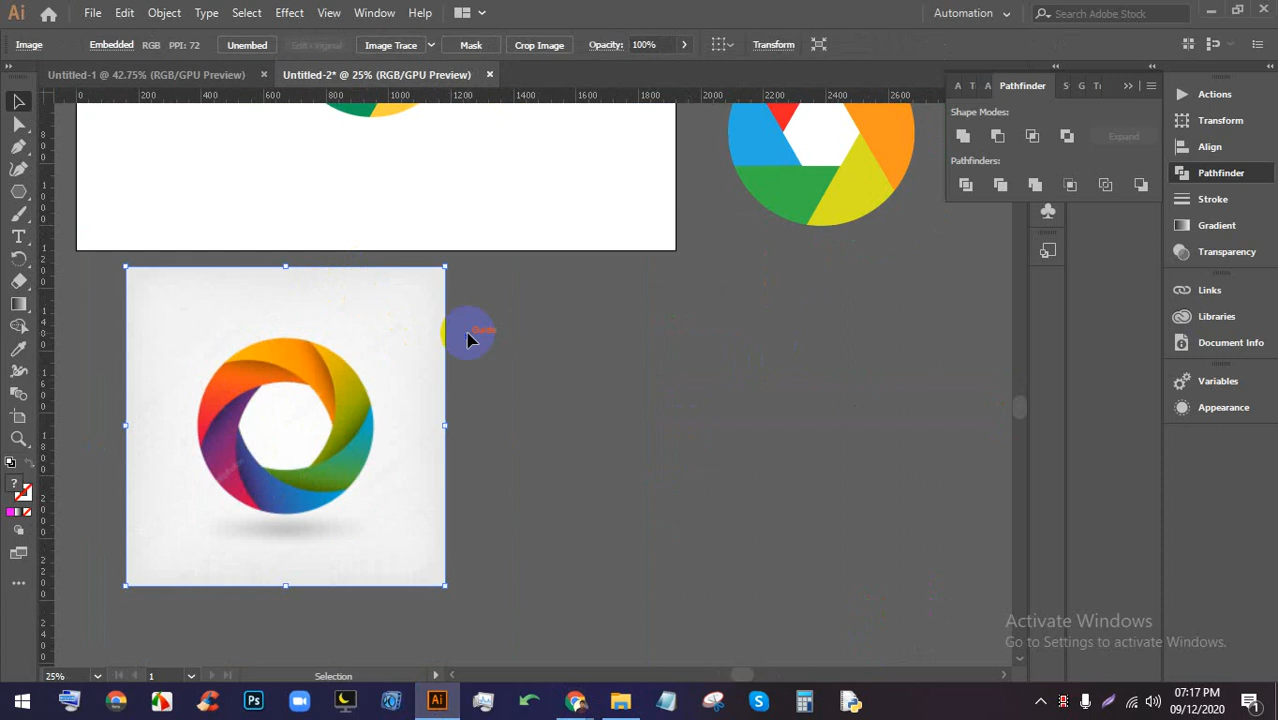 Ai File Edit Object Type Select Effect View Window Help Automation Search Adobe Stock
Image Embedded RGB PPI: 72 Unembed Edit Original Image Trace Mask Crop Image Opacity: 100% Transform
Untitled-1 @ 42.75% (RGB/GPU Preview) Untitled-2* @ 25% (RGB/GPU Preview)
0 200 400 600 800 1000 1200 1400 1600 1800 2000 2200 2400 2600
A T A Pathfinder S G Tr
Shape Modes:
Expand
Pathfinders:
Actions
Transform
Align
Pathfinder
Stroke
Gradient
Transparency
Links
Libraries
Document Info
Variables
Appearance
Activate Windows
Go to Settings to activate Windows.
25% 1 Selection
Ps Ai 07:17 PM
09/12/2020